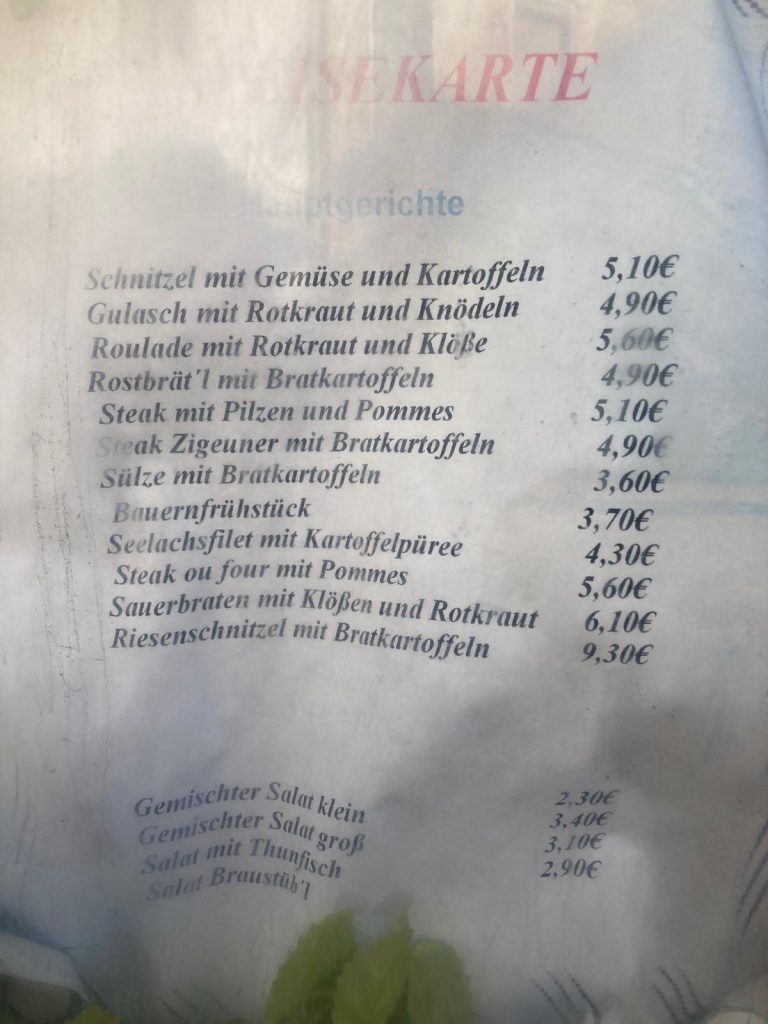 SPEISEKARTE
Hauptgerichte
Schnitzel mit Gemüse und Kartoffeln 5,10€
Gulasch mit Rotkraut und Knödeln 4,90€
Roulade mit Rotkraut und Klöße 5,60€
Rostbrät´l mit Bratkartoffeln 4,90€
Steak mit Pilzen und Pommes 5,10€
Steak Zigeuner mit Bratkartoffeln 4,90€
Sülze mit Bratkartoffeln 3,60€
Bauernfrühstück 3,70€
Seelachsfilet mit Kartoffelpüree 4,30€
Steak ou four mit Pommes 5,60€
Sauerbraten mit Klößen und Rotkraut 6,10€
Riesenschnitzel mit Bratkartoffeln 9,30€
Gemischter Salat klein 2,30€
Gemischter Salat groß 3,40€
Salat mit Thunfisch 3,10€
Salat Braustüb´l 2,90€